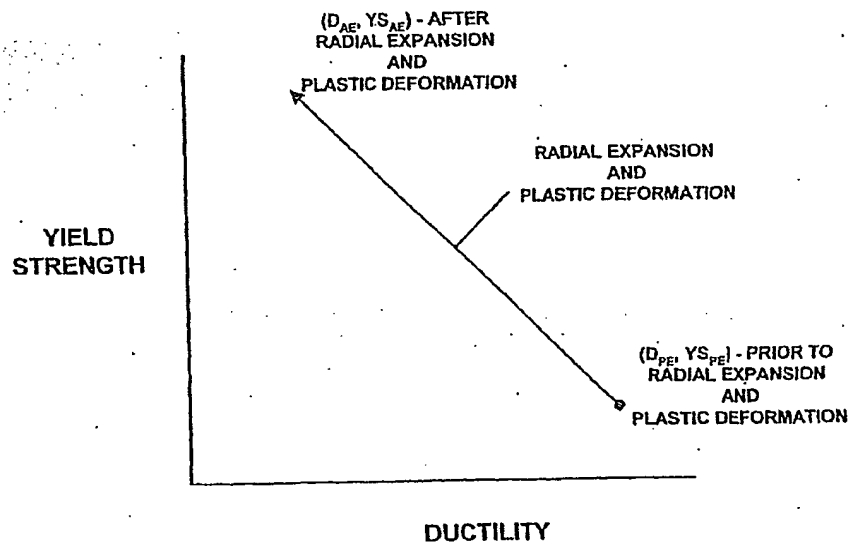 (D_AE, YS_AE) - AFTER
RADIAL EXPANSION
AND
PLASTIC DEFORMATION
RADIAL EXPANSION
AND
PLASTIC DEFORMATION
YIELD
STRENGTH
(D_PE, YS_PE) - PRIOR TO
RADIAL EXPANSION
AND
PLASTIC DEFORMATION
DUCTILITY